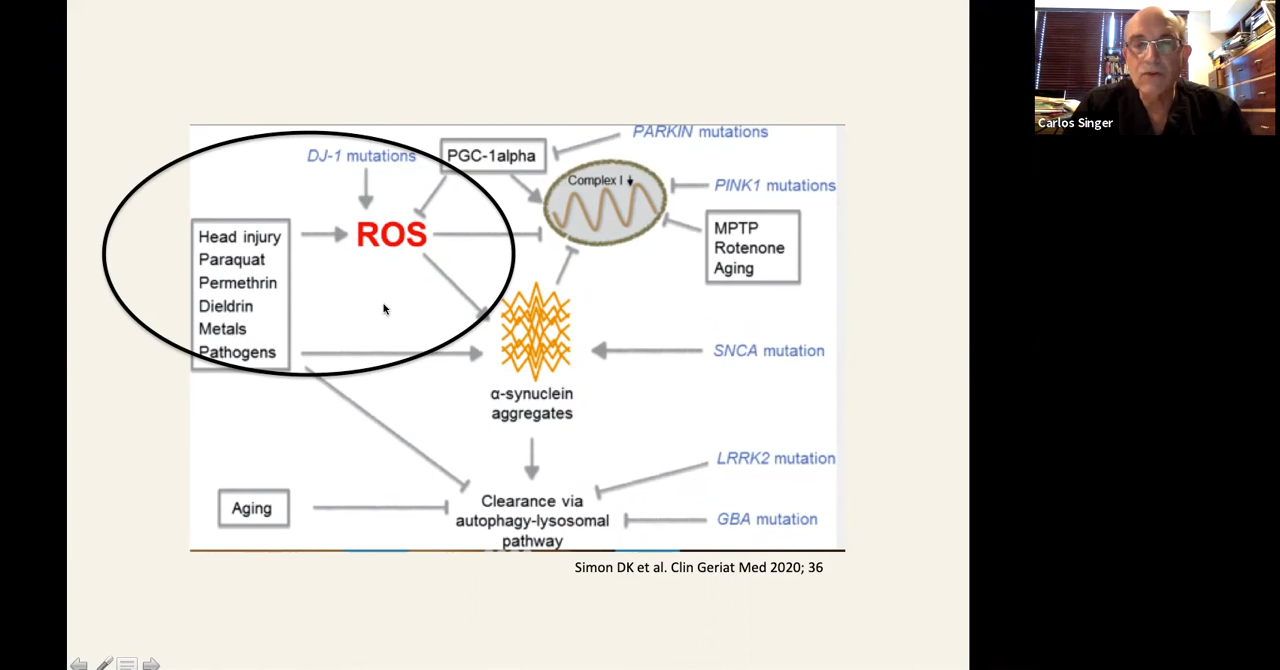 PARKIN mutations
DJ-1 mutations
PGC-1alpha
Complex I
PINK1 mutations
Head injury
Paraquat
Permethrin
Dieldrin
Metals
Pathogens
ROS
MPTP
Rotenone
Aging
SNCA mutation
α-synuclein
aggregates
LRRK2 mutation
Aging
Clearance via
autophagy-lysosomal
pathway
GBA mutation
Simon DK et al. Clin Geriat Med 2020; 36
Carlos Singer